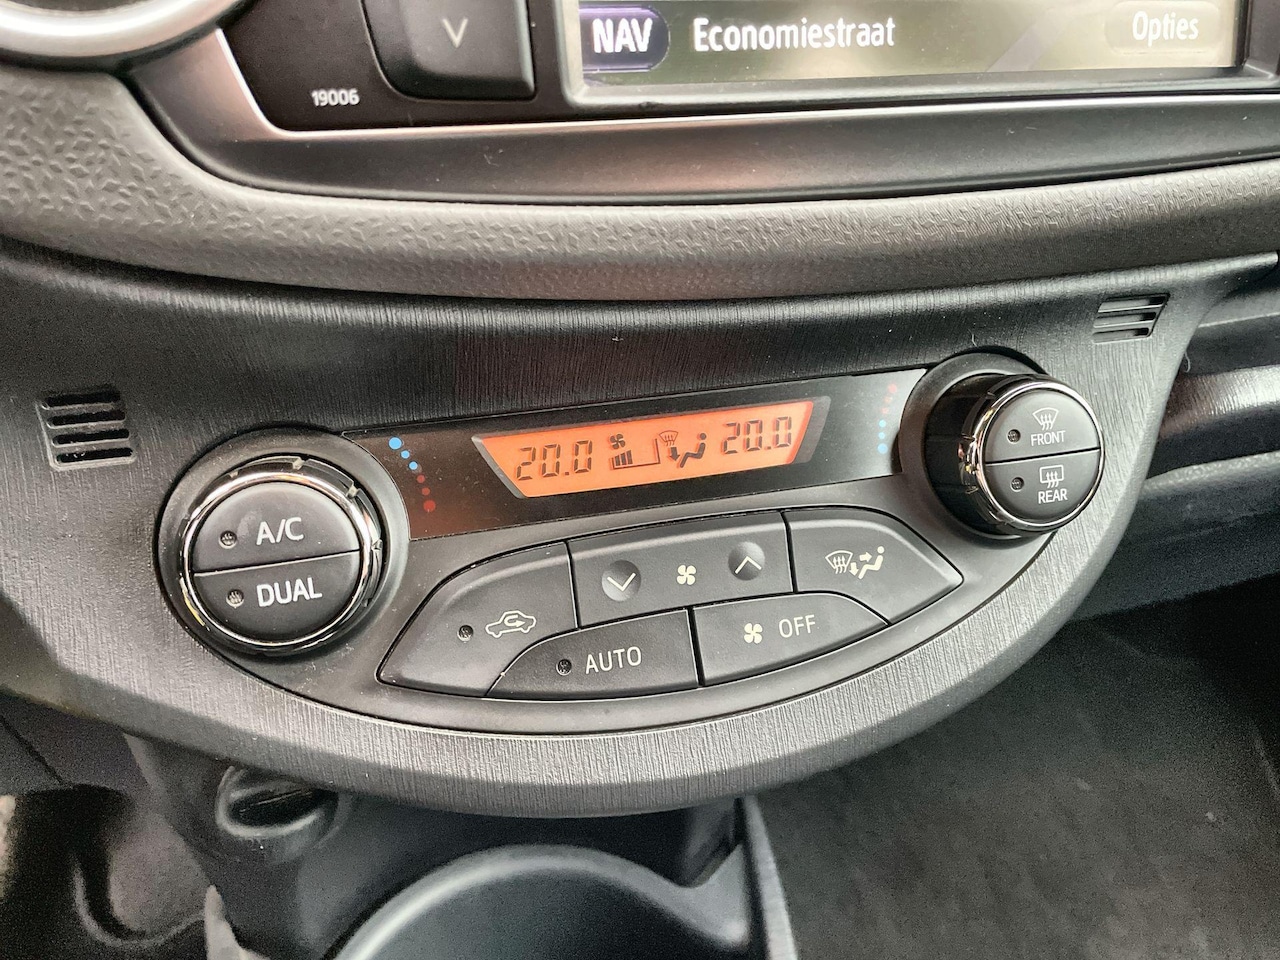 NAV Economiestraat Opties
19006
20.0 20.0
FRONT
REAR
A/C
DUAL
AUTO
OFF